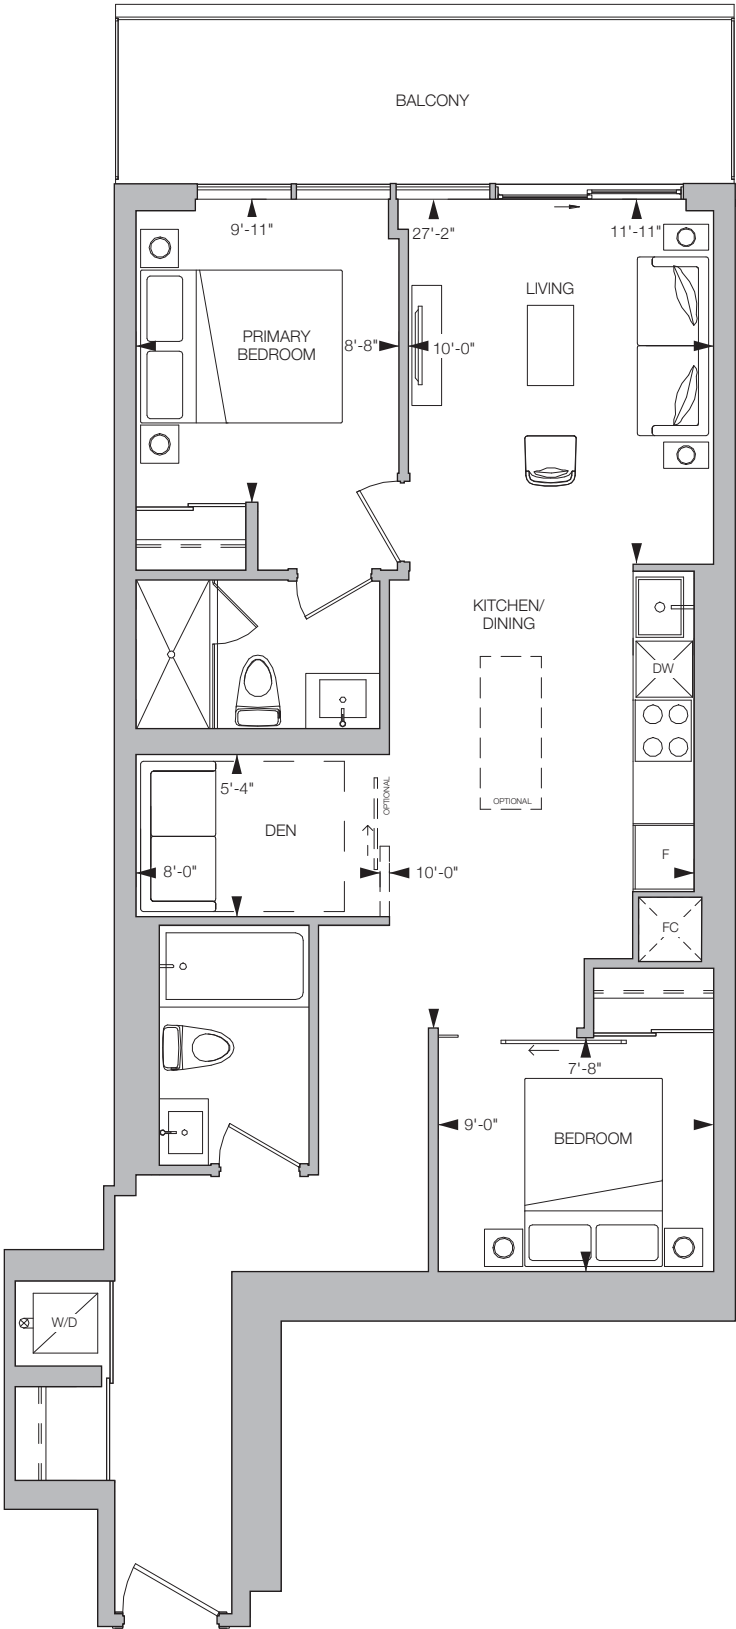 BALCONY
9'-11"
27'-2"
11'-11"
LIVING
PRIMARY
BEDROOM
8'-8"
10'-0"
KITCHEN/
DINING
DW
5'-4"
OPTIONAL
OPTIONAL
DEN
F
8'-0"
10'-0"
FC
7'-8"
9'-0"
BEDROOM
W/D